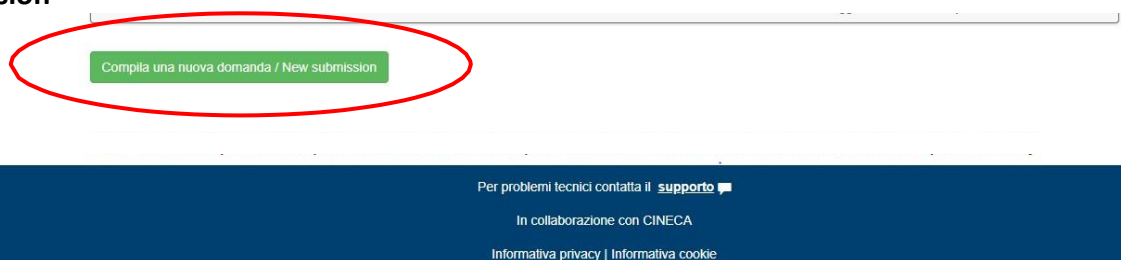 Compila una nuova domanda / New submission
Per problemi tecnici contatta il supporto
In collaborazione con CINECA
Informativa privacy | Informativa cookie